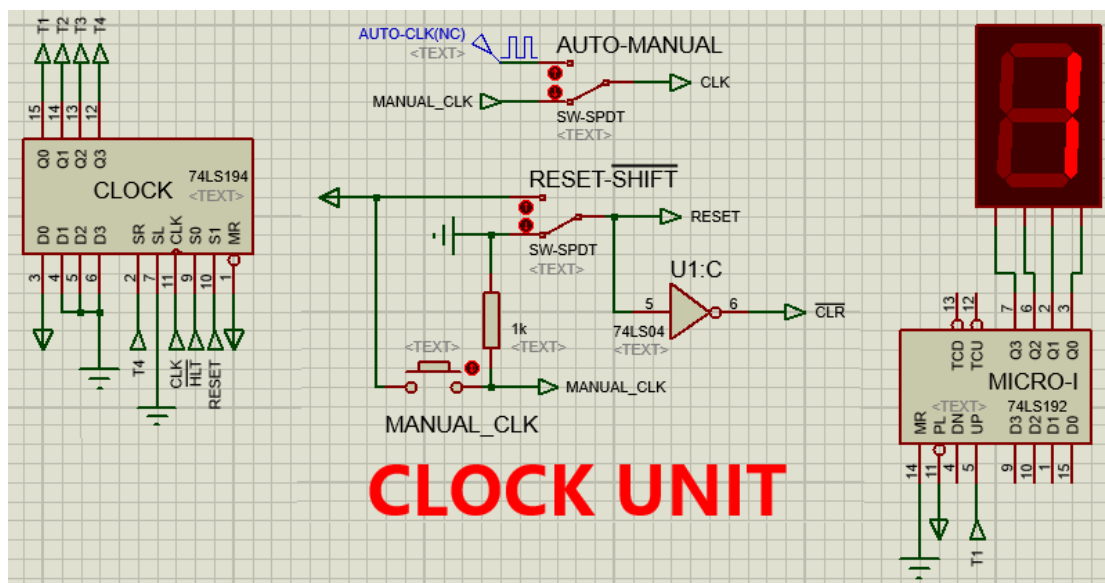 T1 T2 T3 T4
15 14 13 12
Q0 Q1 Q2 Q3
CLOCK
74LS194
<TEXT>
D0 D1 D2 D3 SR SL CLK S0 S1 MR
3 4 5 6 2 7 11 9 10 1
T4 CLK HLT RESET
AUTO-CLK(NC)
<TEXT>
AUTO-MANUAL
CLK
MANUAL_CLK
SW-SPDT
<TEXT>
RESET-SHIFT
RESET
SW-SPDT
<TEXT>
U1:C
5 6
CLR
74LS04
<TEXT>
1k
<TEXT>
<TEXT>
MANUAL_CLK
MANUAL_CLK
CLOCK UNIT
1
13 12 7 6 2 3
TCD TCU Q3 Q2 Q1 Q0
MICRO-I
<TEXT>
74LS192
MR PL DN UP D3 D2 D1 D0
14 11 4 5 9 10 1 15
T1